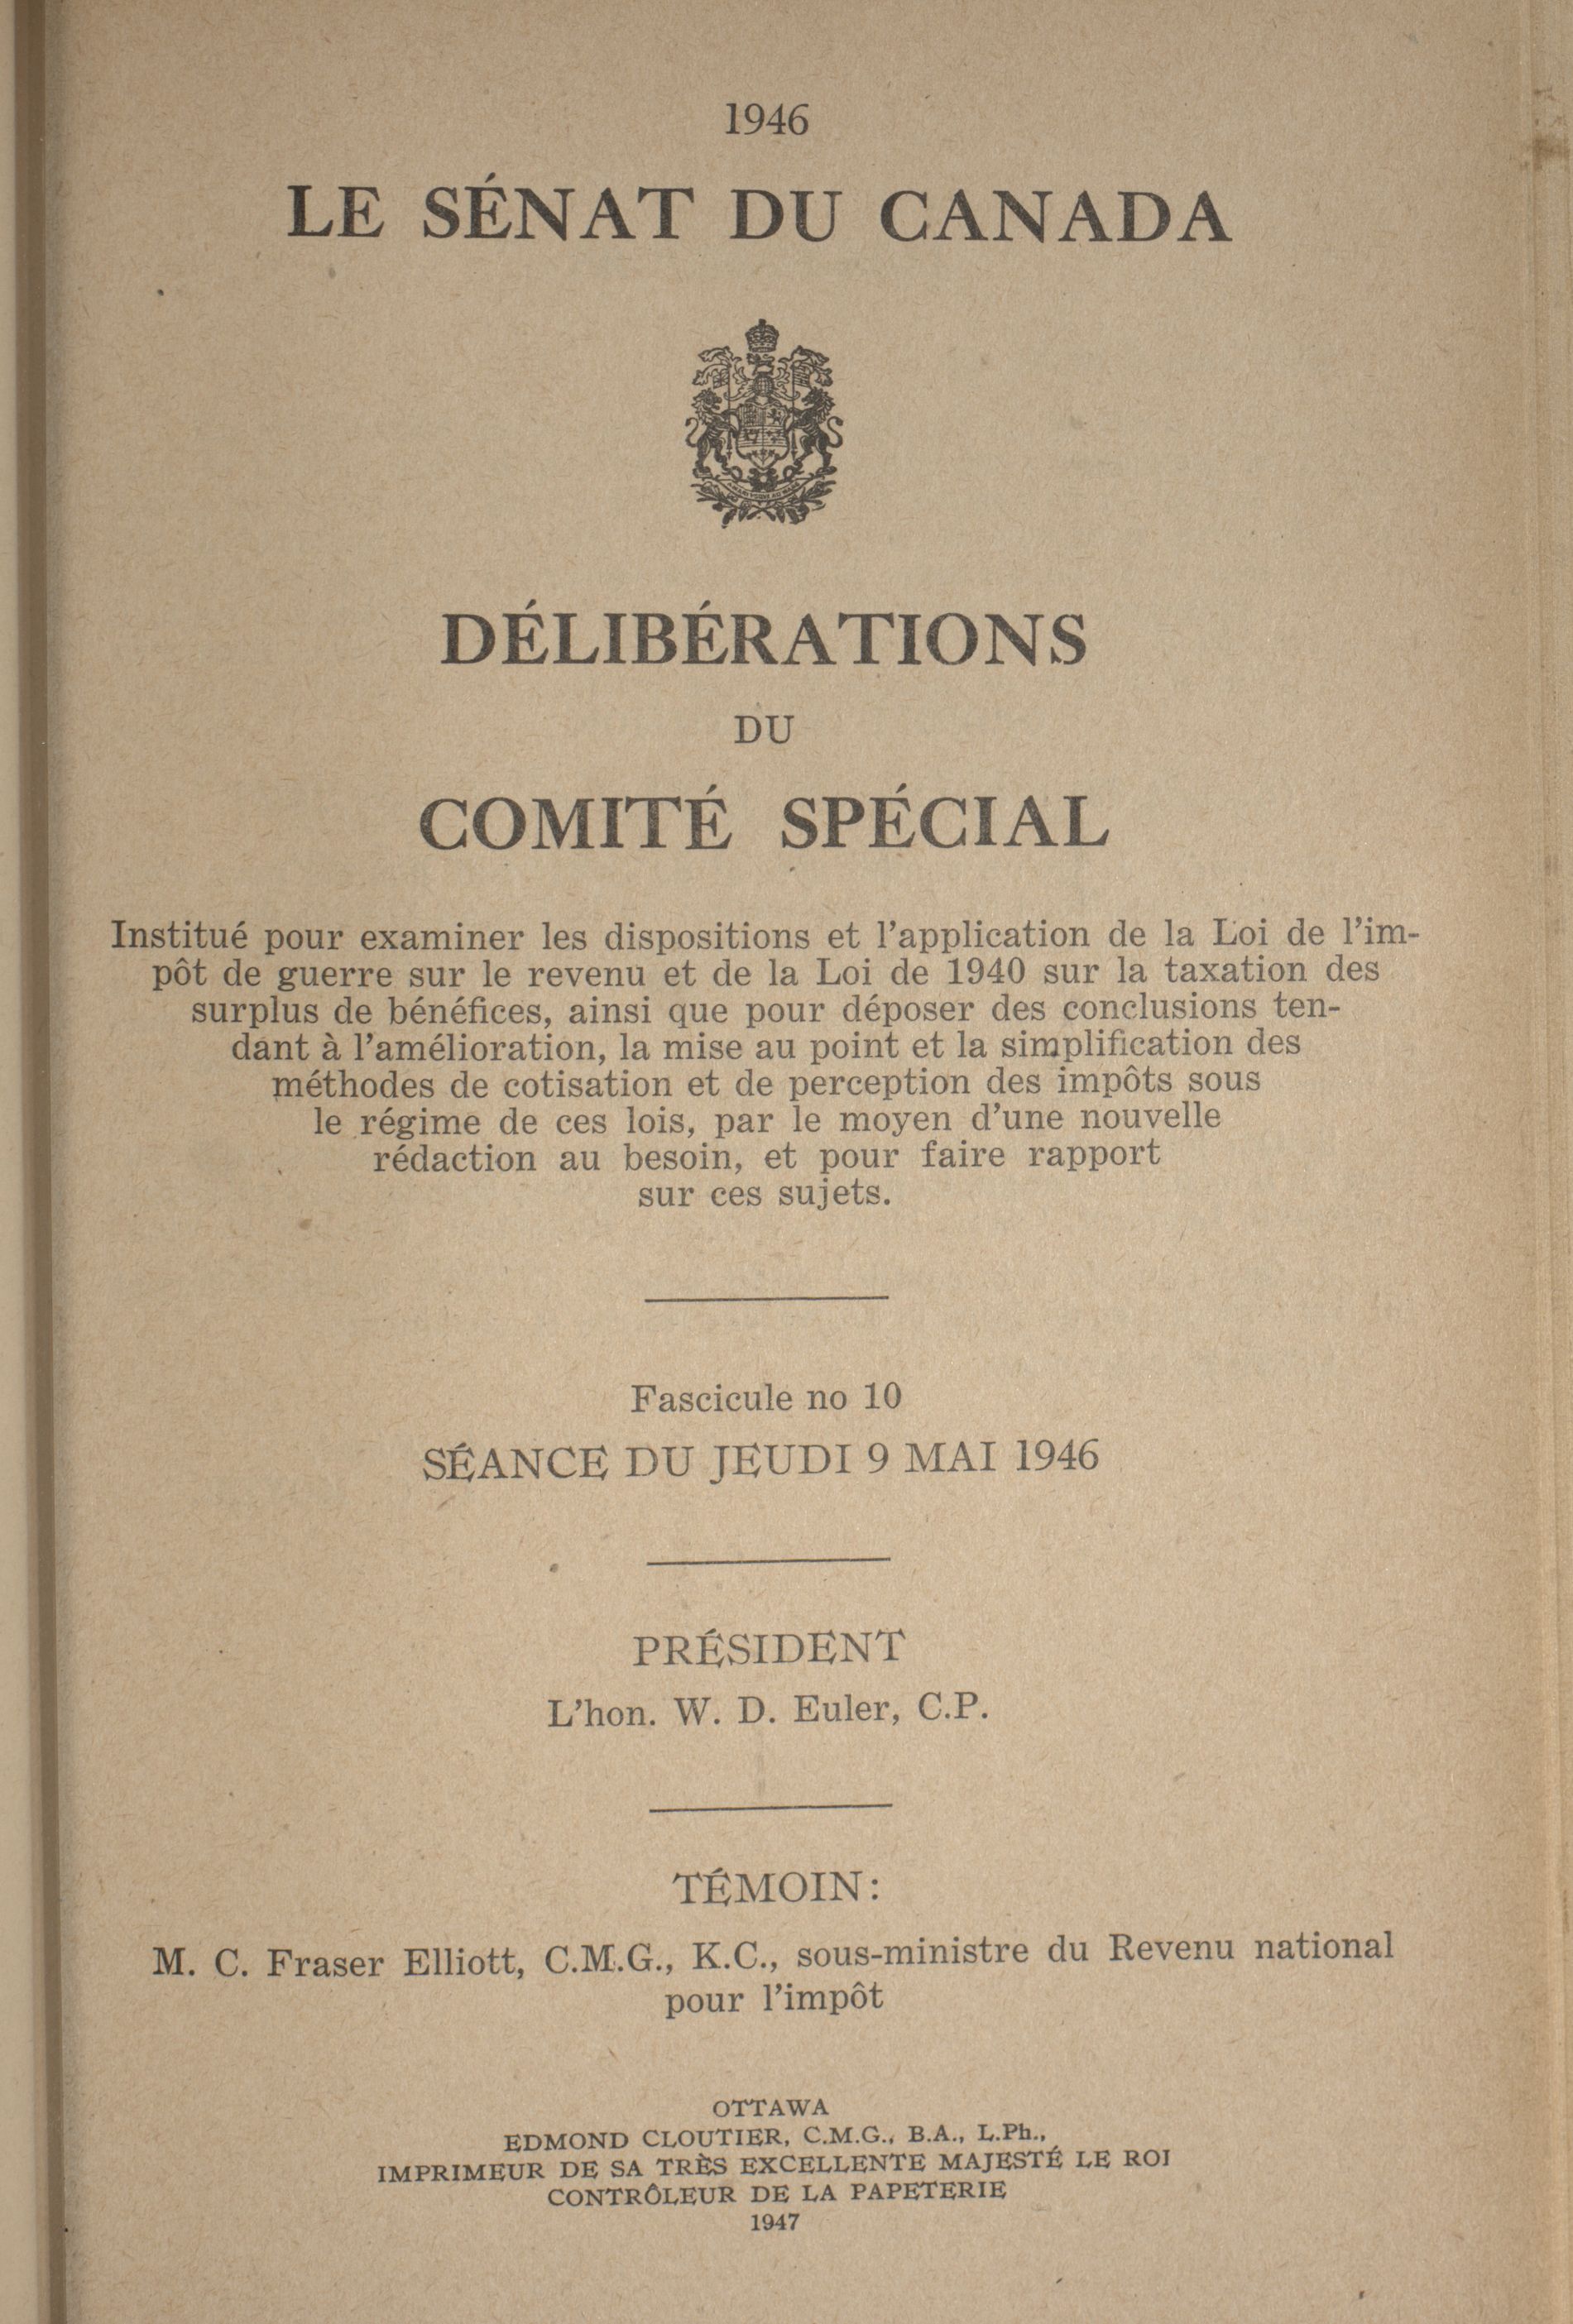 1946
LE SÉNAT DU CANADA
DÉLIBÉRATIONS
DU
COMITÉ SPÉCIAL
Institué pour examiner les dispositions et l'application de la Loi de l'im-
pôt de guerre sur le revenu et de la Loi de 1940 sur la taxation des
surplus de bénéfices, ainsi que pour déposer des conclusions ten-
dant à l'amélioration, la mise au point et la simplification des
méthodes de cotisation et de perception des impôts sous
le régime de ces lois, par le moyen d'une nouvelle
rédaction au besoin, et pour faire rapport
sur ces sujets.
Fascicule no 10
SÉANCE DU JEUDI 9 MAI 1946
PRÉSIDENT
L'hon. W. D. Euler, C.P.
TÉMOIN:
M. C. Fraser Elliott, C.M.G., K.C., sous-ministre du Revenu national
pour l'impôt
OTTAWA
EDMOND CLOUTIER, C.M.G., B.A., L.Ph.,
IMPRIMEUR DE SA TRÈS EXCELLENTE MAJESTÉ LE ROI
CONTRÔLEUR DE LA PAPETERIE
1947